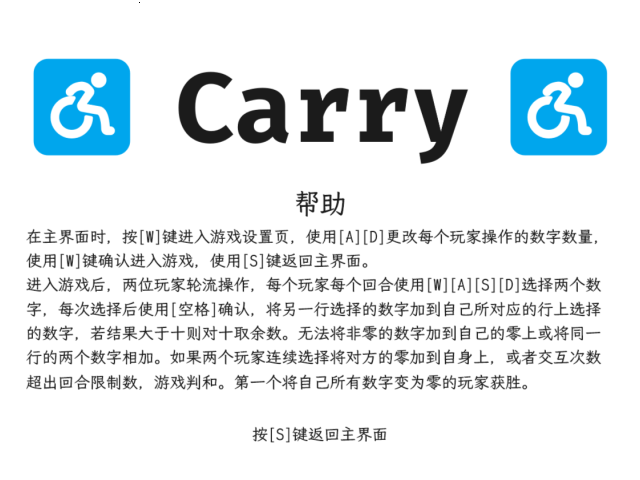 Carry
帮助
在主界面时，按[W]键进入游戏设置页，使用[A][D]更改每个玩家操作的数字数量，
使用[W]键确认进入游戏，使用[S]键返回主界面。
进入游戏后，两位玩家轮流操作，每个玩家每个回合使用[W][A][S][D]选择两个数
字，每次选择后使用[空格]确认，将另一行选择的数字加到自己所对应的行上选择
的数字，若结果大于十则对十取余数。无法将非零的数字加到自己的零上或将同一
行的两个数字相加。如果两个玩家连续选择将对方的零加到自身上，或者交互次数
超出回合限制数，游戏判和。第一个将自己所有数字变为零的玩家获胜。
按[S]键返回主界面